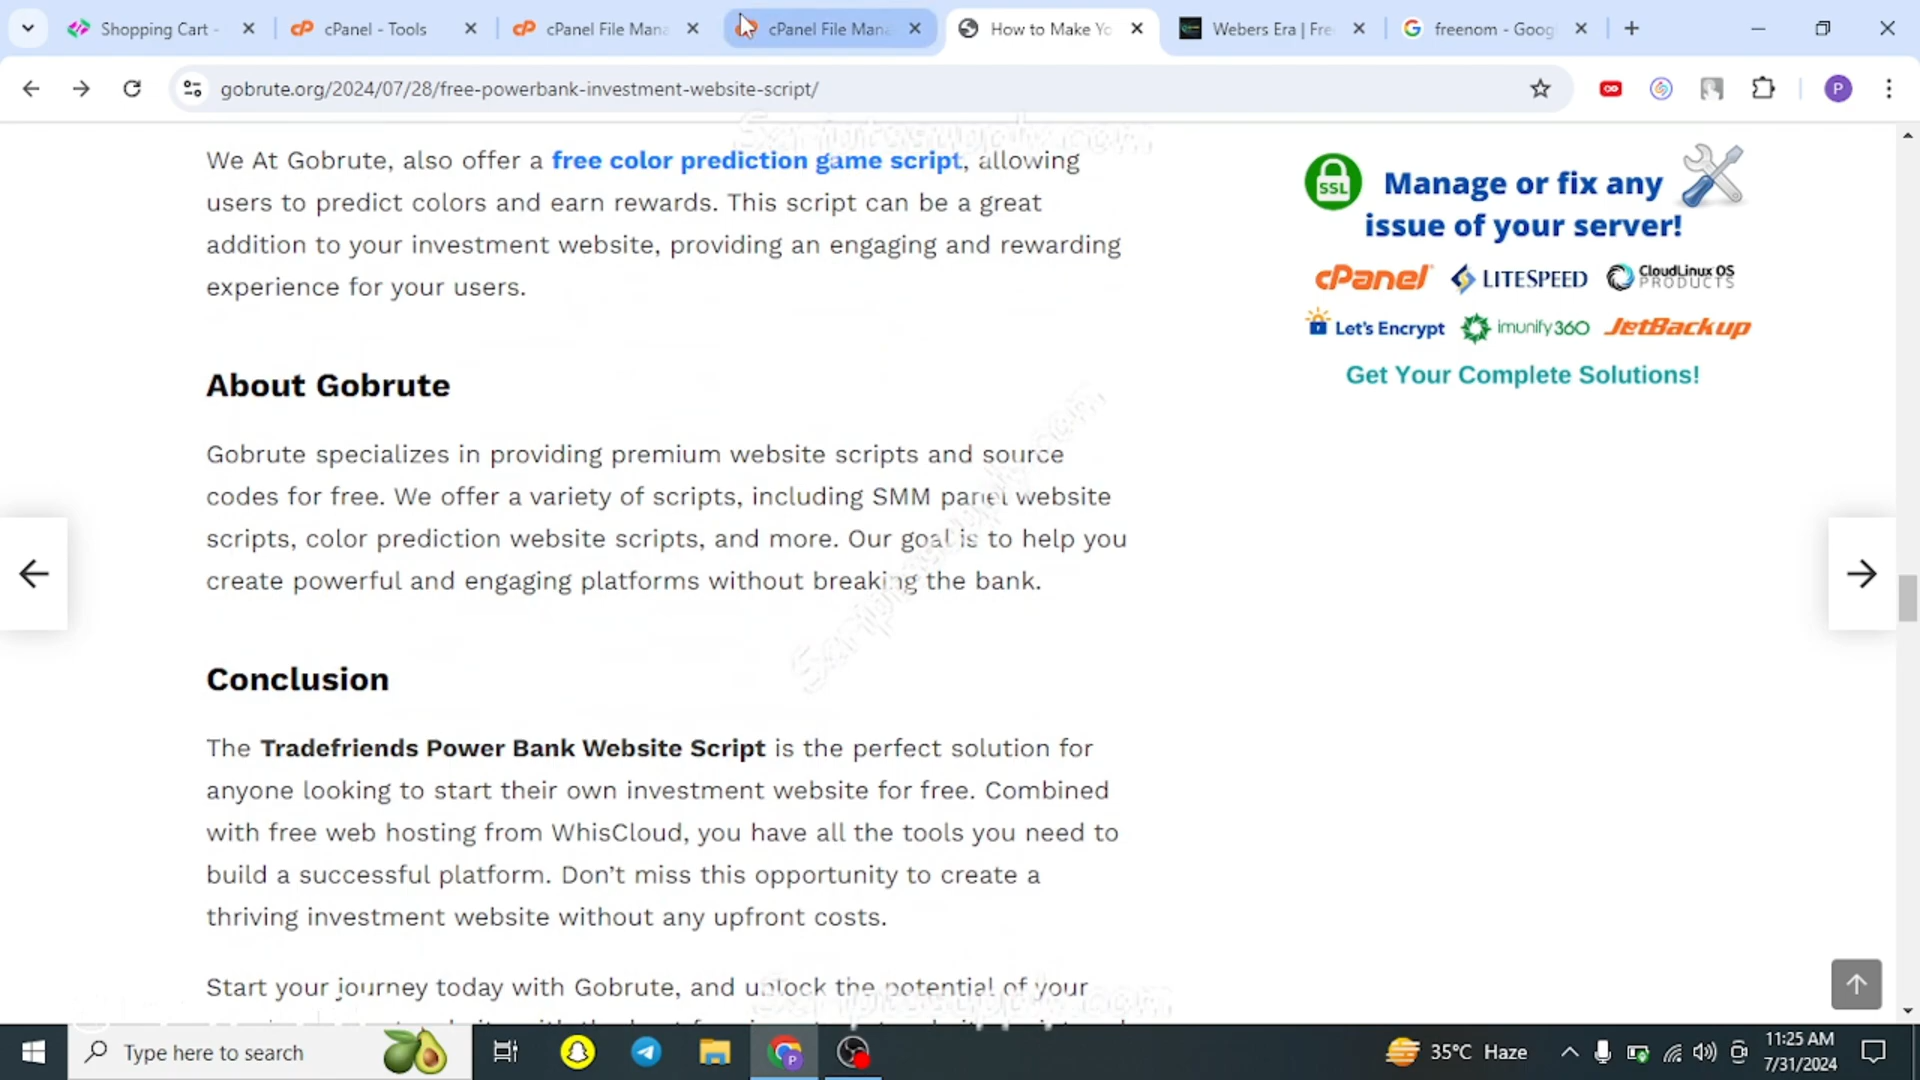 Shopping Cart -
cPanel - Tools
cPanel File Mana
cPanel File Mana
How to Make Yo
Webers Era | Fre
freenom - Goog
gobrute.org/2024/07/28/free-powerbank-investment-website-script/
P
Scriptosupply.com
We At Gobrute, also offer a free color prediction game script, allowing
users to predict colors and earn rewards. This script can be a great
addition to your investment website, providing an engaging and rewarding
experience for your users.
SSL
Manage or fix any
issue of your server!
cPanel
LITESPEED
CloudLinux OS
PRODUCTS
Let's Encrypt
imunify360
JetBackup
Get Your Complete Solutions!
About Gobrute
Gobrute specializes in providing premium website scripts and source
codes for free. We offer a variety of scripts, including SMM panel website
scripts, color prediction website scripts, and more. Our goal is to help you
create powerful and engaging platforms without breaking the bank.
Scriptosupply.com
Conclusion
The Tradefriends Power Bank Website Script is the perfect solution for
anyone looking to start their own investment website for free. Combined
with free web hosting from WhisCloud, you have all the tools you need to
build a successful platform. Don't miss this opportunity to create a
thriving investment website without any upfront costs.
Start your journey today with Gobrute, and unlock the potential of your
Scriptosupply.com
Type here to search
P
35°C Haze
11:25 AM
7/31/2024